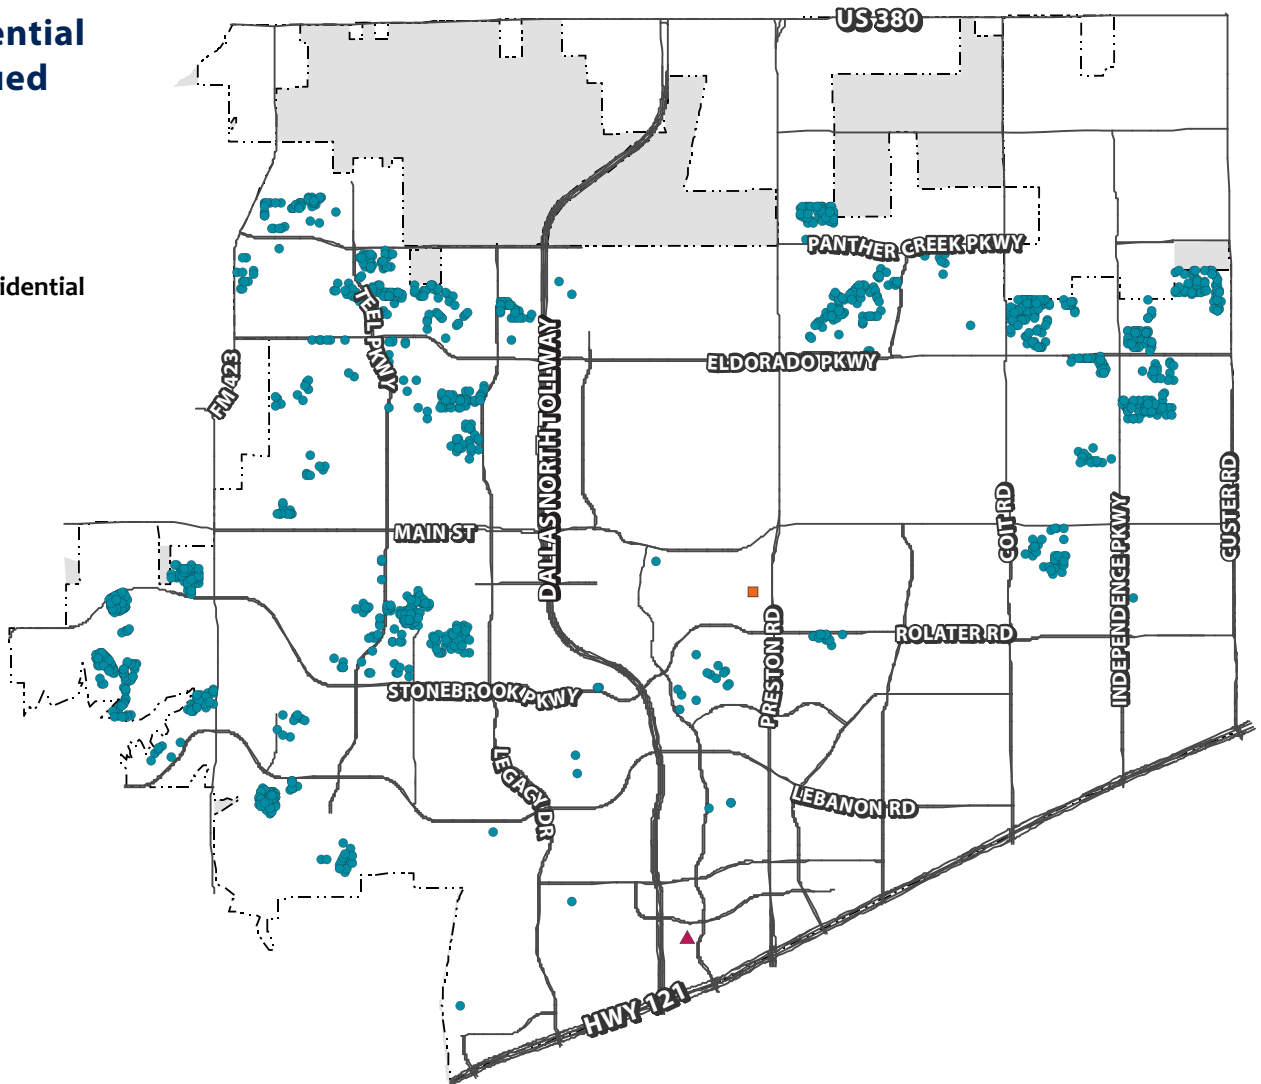 ential
ued
idential
US 380
PANTHER CREEK PKWY
TEEL PKWY
ELDORADO PKWY
FM 423
DALLAS NORTH TOLLWAY
MAIN ST
COIT RD
INDEPENDENCE PKWY
CUSTER RD
PRESTON RD
ROLATER RD
STONEBROOK PKWY
LEGACY DR
LEBANON RD
HWY 121